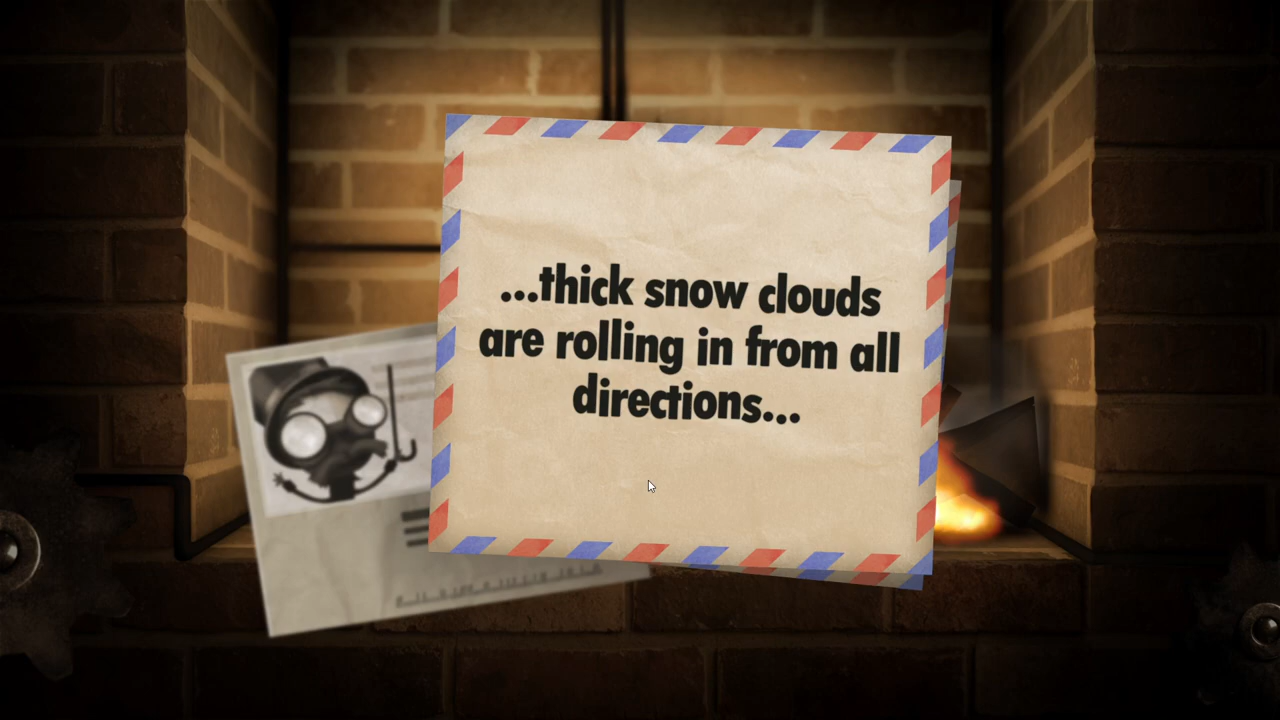 ...thick snow clouds
are rolling in from all
directions...